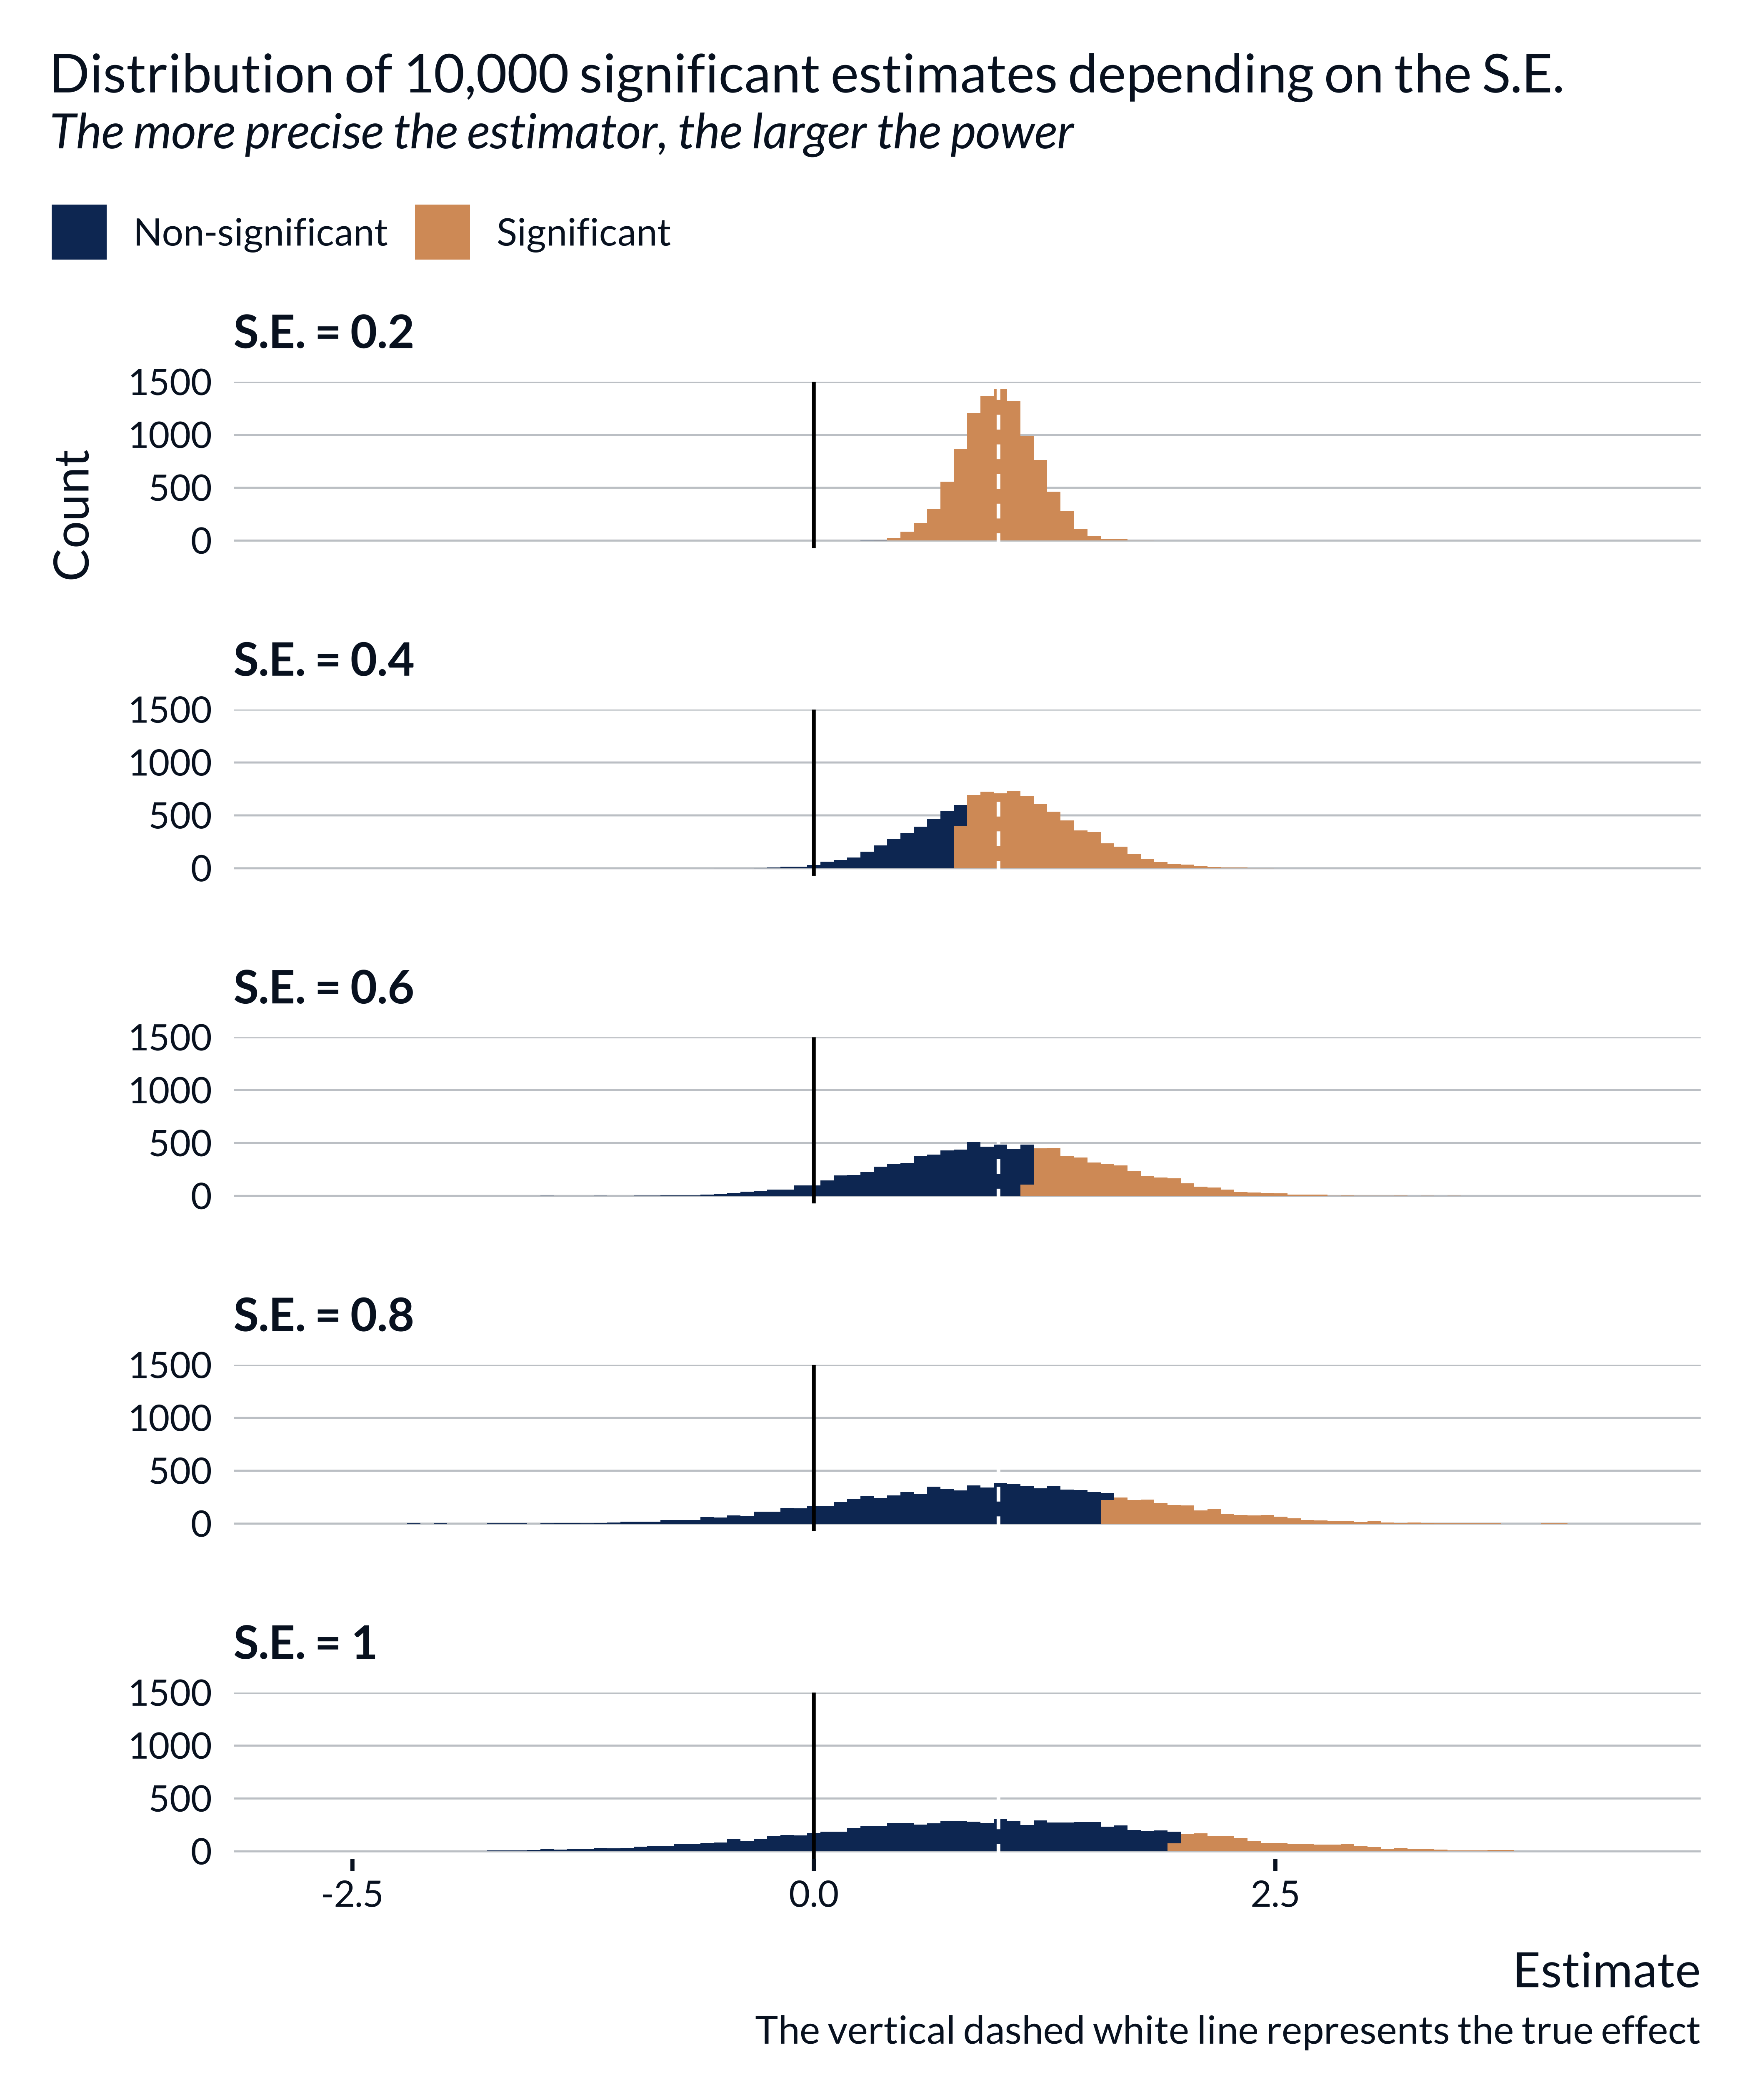 Distribution of 10,000 significant estimates depending on the S.E.
The more precise the estimator, the larger the power
Non-significant
Significant
S.E. = 0.2
1500
1000
500
0
Count
S.E. = 0.4
1500
1000
500
0
S.E. = 0.6
1500
1000
500
0
S.E. = 0.8
1500
1000
500
0
S.E. = 1
1500
1000
500
0
-2.5
0.0
2.5
Estimate
The vertical dashed white line represents the true effect